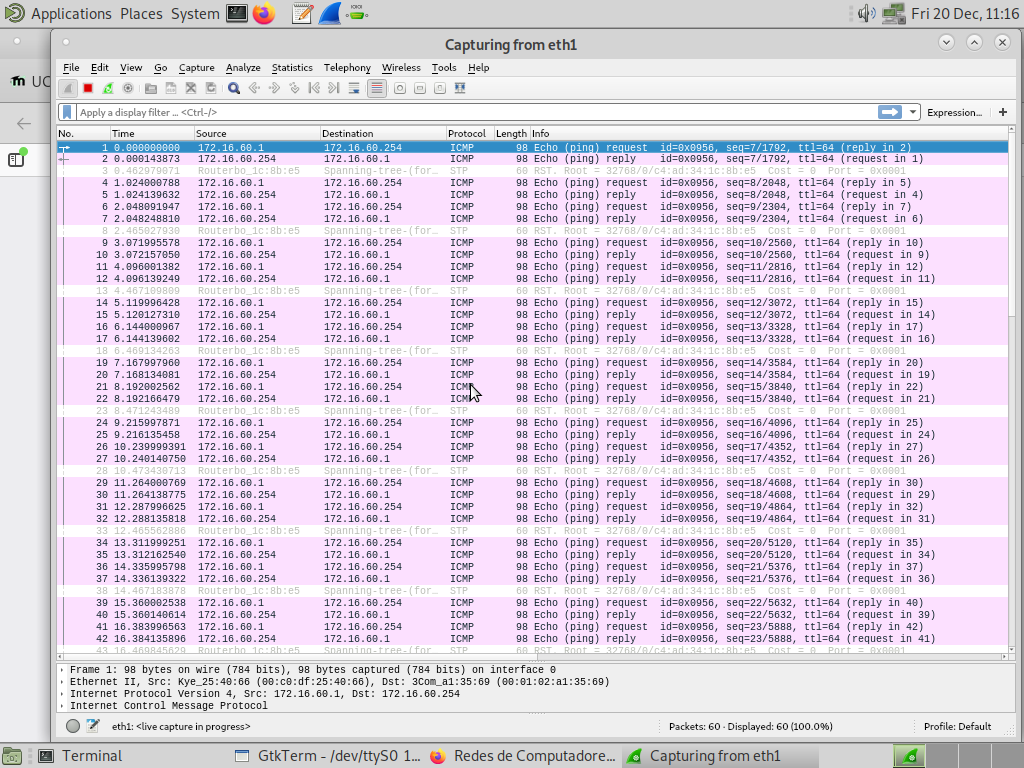 Applications Places System Fri 20 Dec, 11:16
Capturing from eth1
UC
File Edit View Go Capture Analyze Statistics Telephony Wireless Tools Help
Apply a display filter ... <Ctrl-/> Expression... +
No. Time Source Destination Protocol Length Info
1 0.000000000 172.16.60.1 172.16.60.254 ICMP 98 Echo (ping) request id=0x0956, seq=7/1792, ttl=64 (reply in 2)
2 0.000143873 172.16.60.254 172.16.60.1 ICMP 98 Echo (ping) reply id=0x0956, seq=7/1792, ttl=64 (request in 1)
3 0.462979071 Routerbo_1c:8b:e5 Spanning-tree-(for… STP 60 RST. Root = 32768/0/c4:ad:34:1c:8b:e5 Cost = 0 Port = 0x0001
4 1.024000788 172.16.60.1 172.16.60.254 ICMP 98 Echo (ping) request id=0x0956, seq=8/2048, ttl=64 (reply in 5)
5 1.024139632 172.16.60.254 172.16.60.1 ICMP 98 Echo (ping) reply id=0x0956, seq=8/2048, ttl=64 (request in 4)
6 2.048091947 172.16.60.1 172.16.60.254 ICMP 98 Echo (ping) request id=0x0956, seq=9/2304, ttl=64 (reply in 7)
7 2.048248810 172.16.60.254 172.16.60.1 ICMP 98 Echo (ping) reply id=0x0956, seq=9/2304, ttl=64 (request in 6)
8 2.465027930 Routerbo_1c:8b:e5 Spanning-tree-(for… STP 60 RST. Root = 32768/0/c4:ad:34:1c:8b:e5 Cost = 0 Port = 0x0001
9 3.071995578 172.16.60.1 172.16.60.254 ICMP 98 Echo (ping) request id=0x0956, seq=10/2560, ttl=64 (reply in 10)
10 3.072157050 172.16.60.254 172.16.60.1 ICMP 98 Echo (ping) reply id=0x0956, seq=10/2560, ttl=64 (request in 9)
11 4.096001382 172.16.60.1 172.16.60.254 ICMP 98 Echo (ping) request id=0x0956, seq=11/2816, ttl=64 (reply in 12)
12 4.096139249 172.16.60.254 172.16.60.1 ICMP 98 Echo (ping) reply id=0x0956, seq=11/2816, ttl=64 (request in 11)
13 4.467109809 Routerbo_1c:8b:e5 Spanning-tree-(for… STP 60 RST. Root = 32768/0/c4:ad:34:1c:8b:e5 Cost = 0 Port = 0x0001
14 5.119996428 172.16.60.1 172.16.60.254 ICMP 98 Echo (ping) request id=0x0956, seq=12/3072, ttl=64 (reply in 15)
15 5.120127310 172.16.60.254 172.16.60.1 ICMP 98 Echo (ping) reply id=0x0956, seq=12/3072, ttl=64 (request in 14)
16 6.144000967 172.16.60.1 172.16.60.254 ICMP 98 Echo (ping) request id=0x0956, seq=13/3328, ttl=64 (reply in 17)
17 6.144139602 172.16.60.254 172.16.60.1 ICMP 98 Echo (ping) reply id=0x0956, seq=13/3328, ttl=64 (request in 16)
18 6.469134263 Routerbo_1c:8b:e5 Spanning-tree-(for… STP 60 RST. Root = 32768/0/c4:ad:34:1c:8b:e5 Cost = 0 Port = 0x0001
19 7.167997960 172.16.60.1 172.16.60.254 ICMP 98 Echo (ping) request id=0x0956, seq=14/3584, ttl=64 (reply in 20)
20 7.168134081 172.16.60.254 172.16.60.1 ICMP 98 Echo (ping) reply id=0x0956, seq=14/3584, ttl=64 (request in 19)
21 8.192002562 172.16.60.1 172.16.60.254 ICMP 98 Echo (ping) request id=0x0956, seq=15/3840, ttl=64 (reply in 22)
22 8.192166479 172.16.60.254 172.16.60.1 ICMP 98 Echo (ping) reply id=0x0956, seq=15/3840, ttl=64 (request in 21)
23 8.471243489 Routerbo_1c:8b:e5 Spanning-tree-(for… STP 60 RST. Root = 32768/0/c4:ad:34:1c:8b:e5 Cost = 0 Port = 0x0001
24 9.215997871 172.16.60.1 172.16.60.254 ICMP 98 Echo (ping) request id=0x0956, seq=16/4096, ttl=64 (reply in 25)
25 9.216135458 172.16.60.254 172.16.60.1 ICMP 98 Echo (ping) reply id=0x0956, seq=16/4096, ttl=64 (request in 24)
26 10.239999391 172.16.60.1 172.16.60.254 ICMP 98 Echo (ping) request id=0x0956, seq=17/4352, ttl=64 (reply in 27)
27 10.240140750 172.16.60.254 172.16.60.1 ICMP 98 Echo (ping) reply id=0x0956, seq=17/4352, ttl=64 (request in 26)
28 10.473430713 Routerbo_1c:8b:e5 Spanning-tree-(for… STP 60 RST. Root = 32768/0/c4:ad:34:1c:8b:e5 Cost = 0 Port = 0x0001
29 11.264000769 172.16.60.1 172.16.60.254 ICMP 98 Echo (ping) request id=0x0956, seq=18/4608, ttl=64 (reply in 30)
30 11.264138775 172.16.60.254 172.16.60.1 ICMP 98 Echo (ping) reply id=0x0956, seq=18/4608, ttl=64 (request in 29)
31 12.287996625 172.16.60.1 172.16.60.254 ICMP 98 Echo (ping) request id=0x0956, seq=19/4864, ttl=64 (reply in 32)
32 12.288135818 172.16.60.254 172.16.60.1 ICMP 98 Echo (ping) reply id=0x0956, seq=19/4864, ttl=64 (request in 31)
33 12.465562886 Routerbo_1c:8b:e5 Spanning-tree-(for… STP 60 RST. Root = 32768/0/c4:ad:34:1c:8b:e5 Cost = 0 Port = 0x0001
34 13.311999251 172.16.60.1 172.16.60.254 ICMP 98 Echo (ping) request id=0x0956, seq=20/5120, ttl=64 (reply in 35)
35 13.312162540 172.16.60.254 172.16.60.1 ICMP 98 Echo (ping) reply id=0x0956, seq=20/5120, ttl=64 (request in 34)
36 14.335995798 172.16.60.1 172.16.60.254 ICMP 98 Echo (ping) request id=0x0956, seq=21/5376, ttl=64 (reply in 37)
37 14.336139322 172.16.60.254 172.16.60.1 ICMP 98 Echo (ping) reply id=0x0956, seq=21/5376, ttl=64 (request in 36)
38 14.467183878 Routerbo_1c:8b:e5 Spanning-tree-(for… STP 60 RST. Root = 32768/0/c4:ad:34:1c:8b:e5 Cost = 0 Port = 0x0001
39 15.360002538 172.16.60.1 172.16.60.254 ICMP 98 Echo (ping) request id=0x0956, seq=22/5632, ttl=64 (reply in 40)
40 15.360140614 172.16.60.254 172.16.60.1 ICMP 98 Echo (ping) reply id=0x0956, seq=22/5632, ttl=64 (request in 39)
41 16.383996563 172.16.60.1 172.16.60.254 ICMP 98 Echo (ping) request id=0x0956, seq=23/5888, ttl=64 (reply in 42)
42 16.384135896 172.16.60.254 172.16.60.1 ICMP 98 Echo (ping) reply id=0x0956, seq=23/5888, ttl=64 (request in 41)
43 16.469845629 Routerbo_1c:8b:e5 Spanning-tree-(for… STP 60 RST. Root = 32768/0/c4:ad:34:1c:8b:e5 Cost = 0 Port = 0x0001
Frame 1: 98 bytes on wire (784 bits), 98 bytes captured (784 bits) on interface 0
Ethernet II, Src: Kye_25:40:66 (00:c0:df:25:40:66), Dst: 3Com_a1:35:69 (00:01:02:a1:35:69)
Internet Protocol Version 4, Src: 172.16.60.1, Dst: 172.16.60.254
Internet Control Message Protocol
eth1: <live capture in progress> Packets: 60 · Displayed: 60 (100.0%) Profile: Default
Terminal GtkTerm - /dev/ttyS0 1... Redes de Computadore... Capturing from eth1